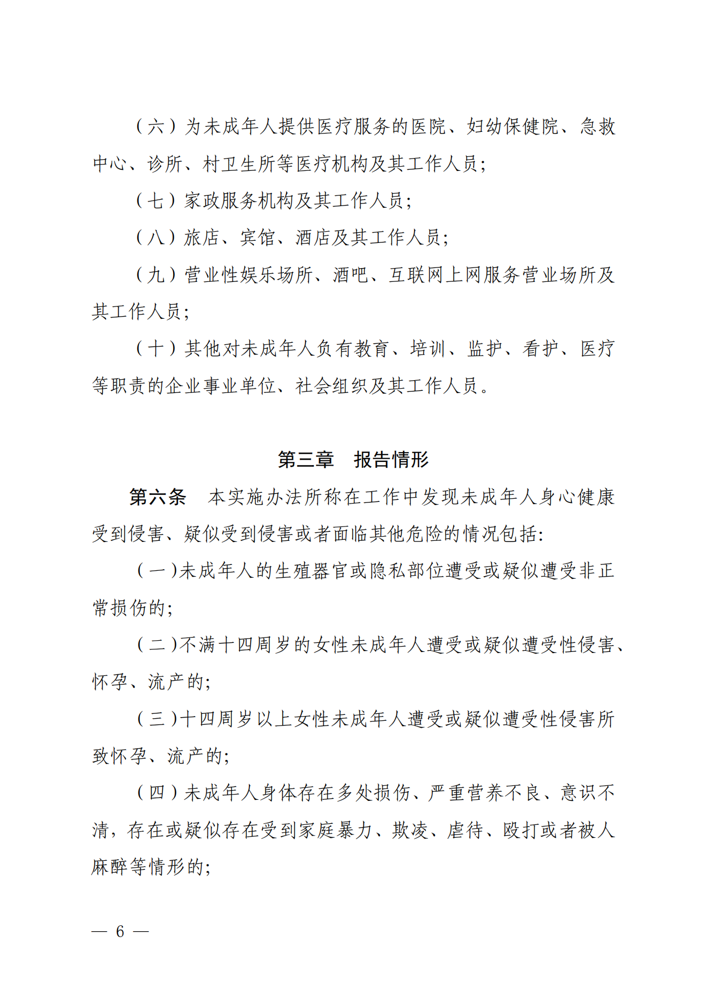 （六）为未成年人提供医疗服务的医院、妇幼保健院、急救
中心、诊所、村卫生所等医疗机构及其工作人员；
（七）家政服务机构及其工作人员；
（八）旅店、宾馆、酒店及其工作人员；
（九）营业性娱乐场所、酒吧、互联网上网服务营业场所及
其工作人员；
（十）其他对未成年人负有教育、培训、监护、看护、医疗
等职责的企业事业单位、社会组织及其工作人员。
第三章　报告情形
第六条　本实施办法所称在工作中发现未成年人身心健康
受到侵害、疑似受到侵害或者面临其他危险的情况包括：
（一)未成年人的生殖器官或隐私部位遭受或疑似遭受非正
常损伤的；
（二)不满十四周岁的女性未成年人遭受或疑似遭受性侵害、
怀孕、流产的；
（三)十四周岁以上女性未成年人遭受或疑似遭受性侵害所
致怀孕、流产的；
（四）未成年人身体存在多处损伤、严重营养不良、意识不
清，存在或疑似存在受到家庭暴力、欺凌、虐待、殴打或者被人
麻醉等情形的；
— 6 —